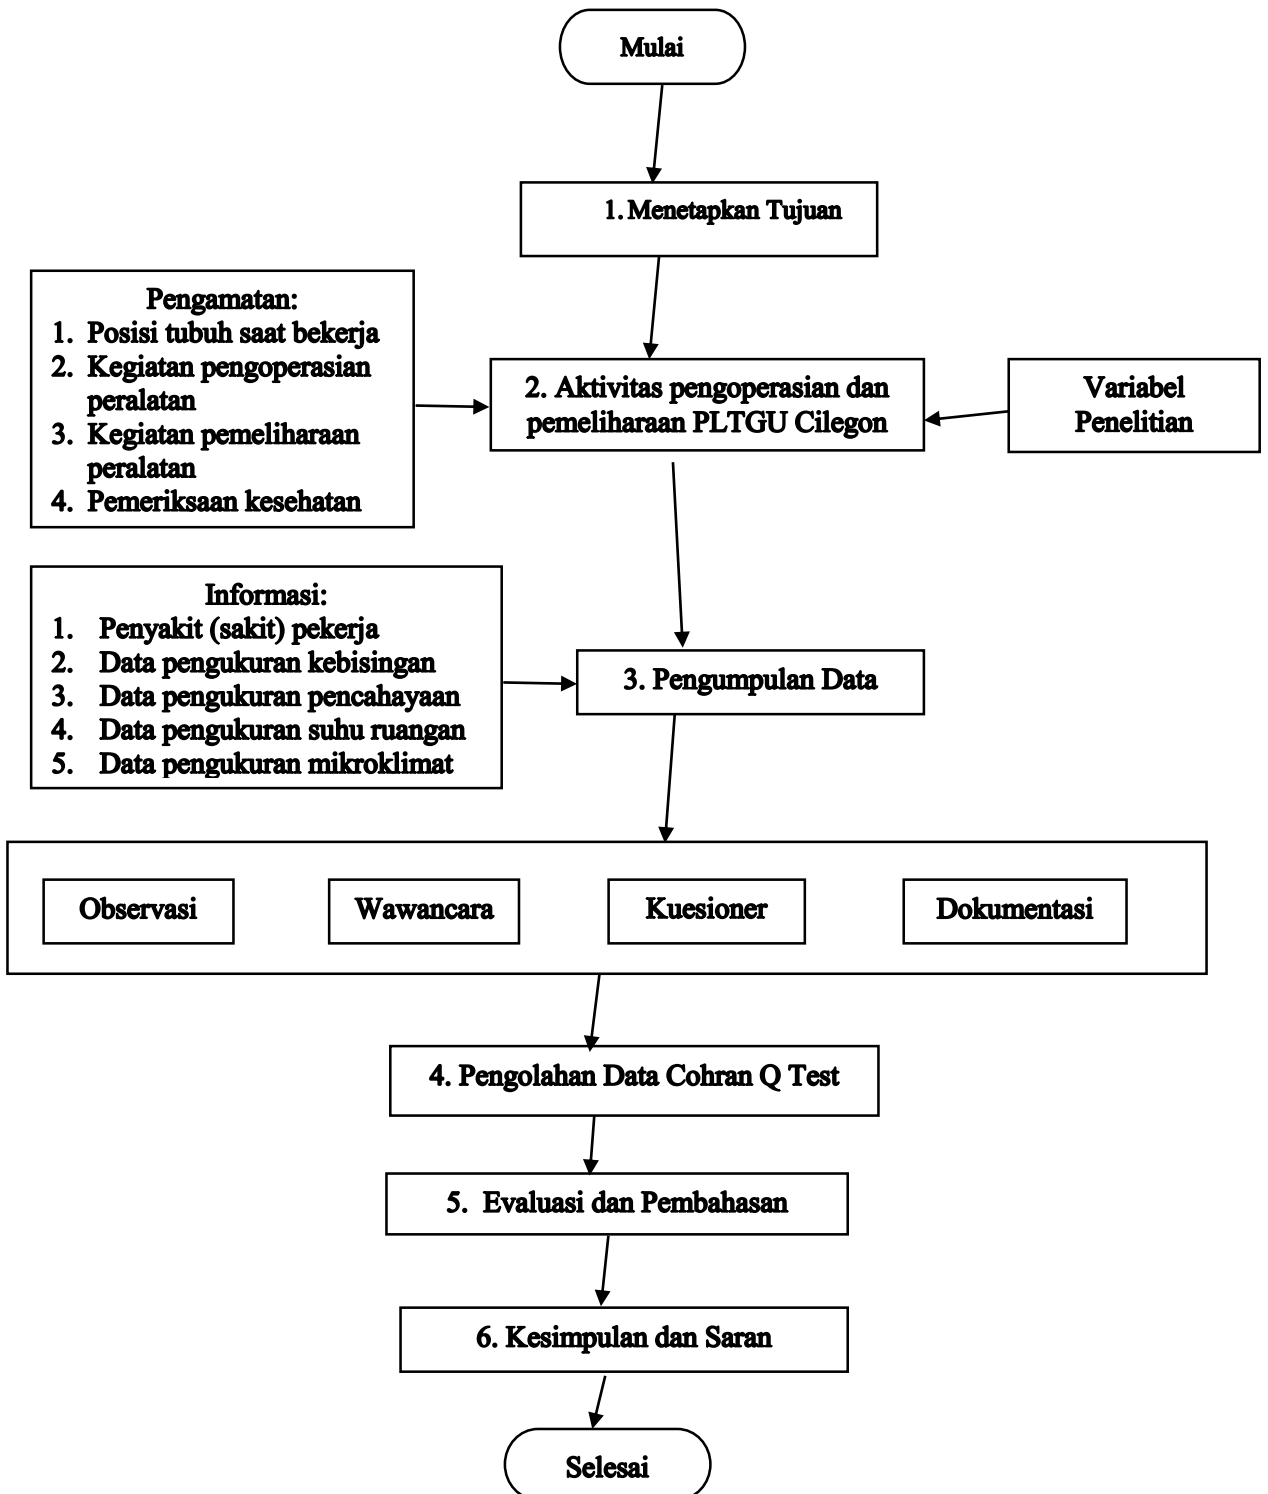 Mulai
1. Menetapkan Tujuan
Pengamatan:
1. Posisi tubuh saat bekerja
2. Kegiatan pengoperasian
peralatan
3. Kegiatan pemeliharaan
peralatan
4. Pemeriksaan kesehatan
2. Aktivitas pengoperasian dan
pemeliharaan PLTGU Cilegon
Variabel
Penelitian
Informasi:
1. Penyakit (sakit) pekerja
2. Data pengukuran kebisingan
3. Data pengukuran pencahayaan
4. Data pengukuran suhu ruangan
5. Data pengukuran mikroklimat
3. Pengumpulan Data
Observasi
Wawancara
Kuesioner
Dokumentasi
4. Pengolahan Data Cohran Q Test
5. Evaluasi dan Pembahasan
6. Kesimpulan dan Saran
Selesai